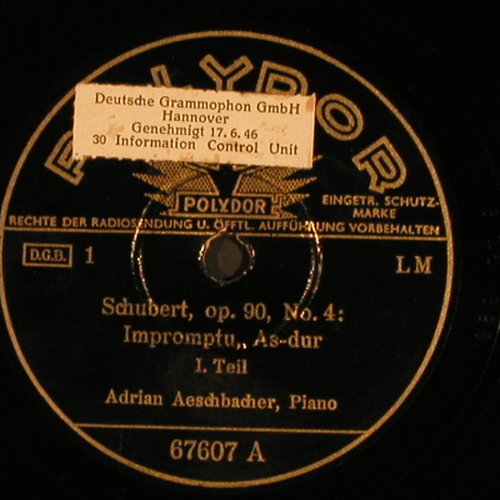 POLYDOR
Deutsche Grammophon GmbH
Hannover
Genehmigt 17.6.46
30 Information Control Unit
POLYDOR
EINGETR. SCHUTZ-
MARKE
RECHTE DER RADIOSENDUNG U. ÖFFTL. AUFFÜHRUNG VORBEHALTEN
D.G.B. 1
LM
Schubert, op. 90, No. 4:
Impromptu,, As-dur
I. Teil
Adrian Aeschbacher, Piano
67607 A